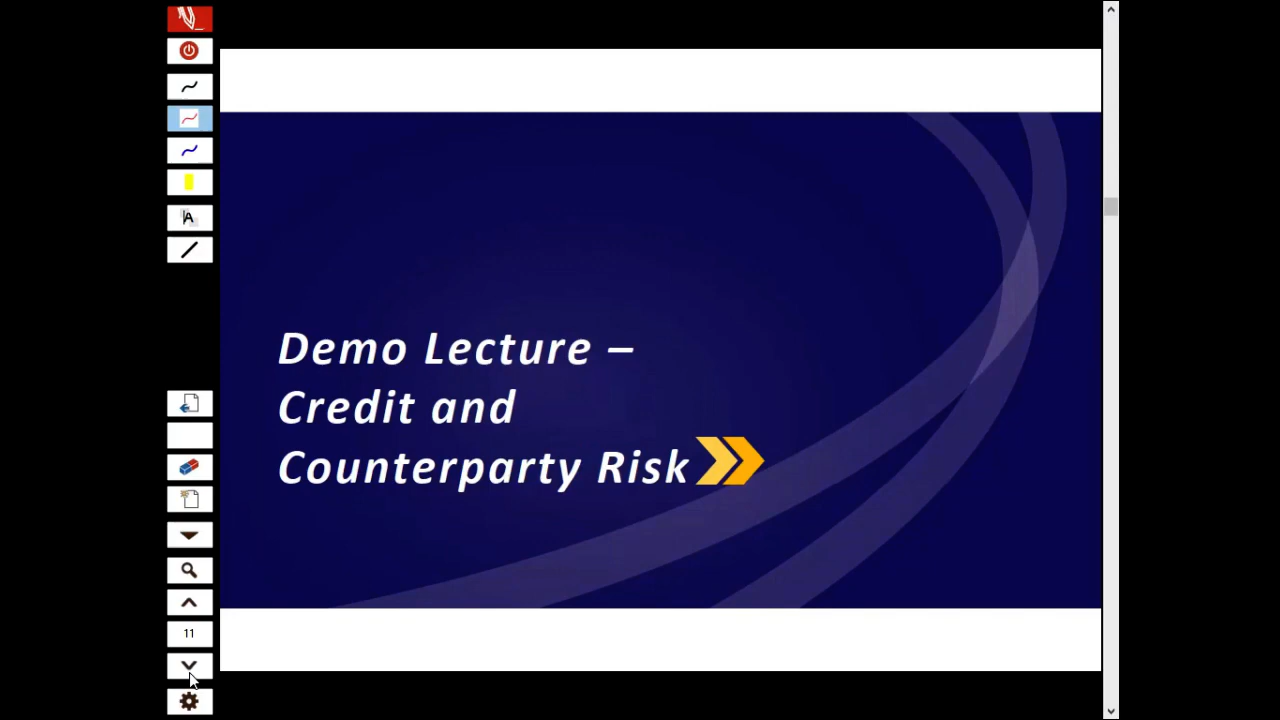 A
Demo Lecture –
Credit and
Counterparty Risk
11